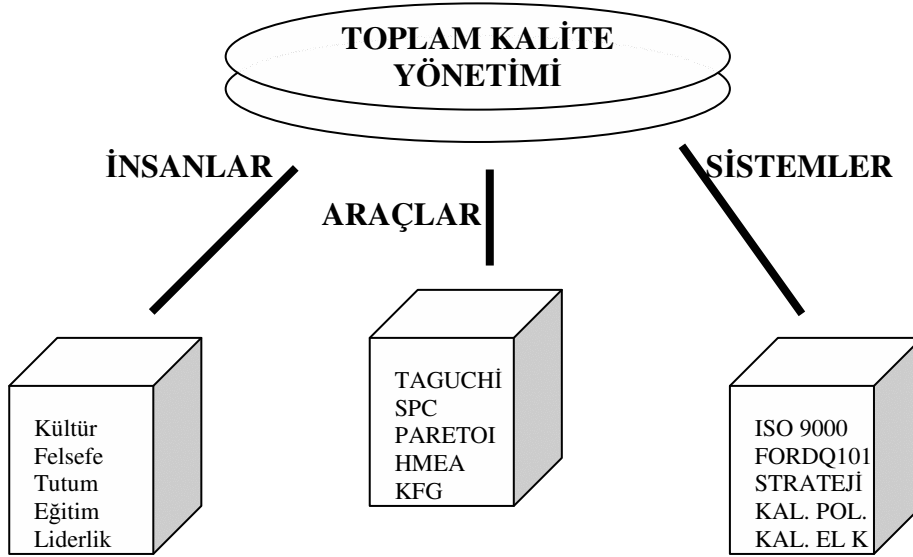 TOPLAM KALİTE
YÖNETİMİ
İNSANLAR
ARAÇLAR
SİSTEMLER
Kültür
Felsefe
Tutum
Eğitim
Liderlik
TAGUCHİ
SPC
PARETOI
HMEA
KFG
ISO 9000
FORDQ101
STRATEJİ
KAL. POL.
KAL. EL K